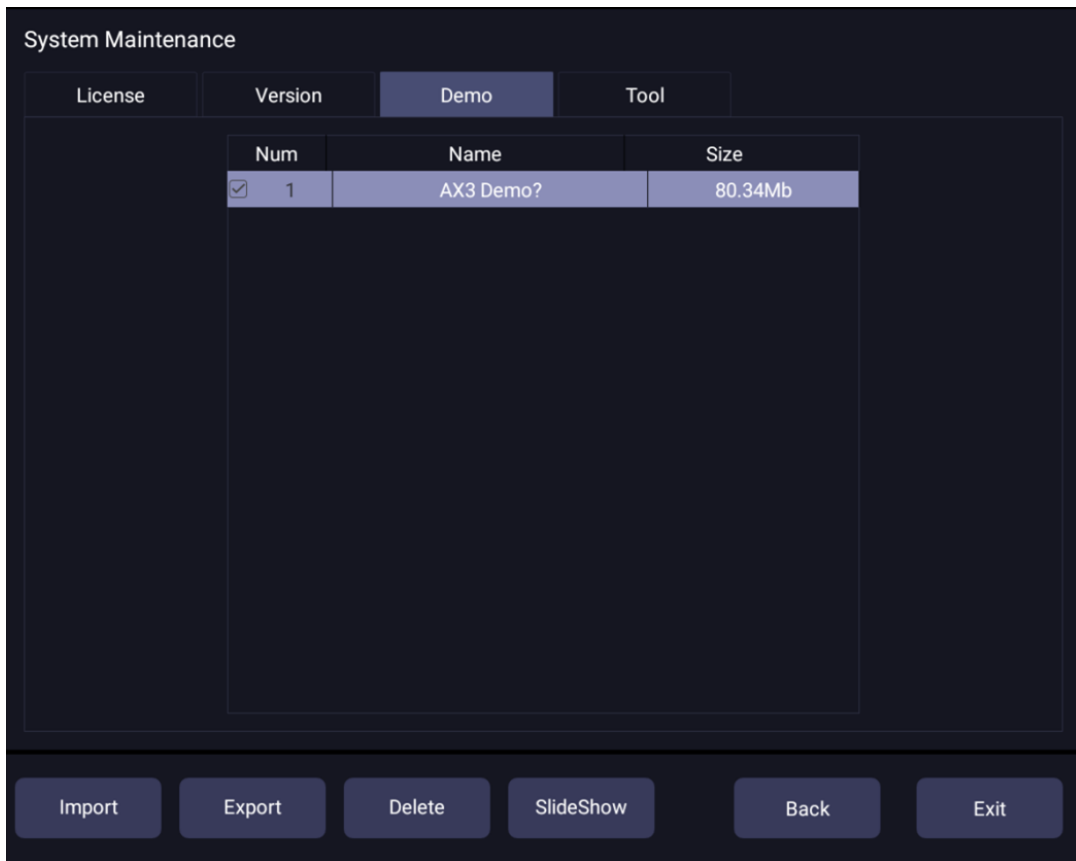 System Maintenance
License Version Demo Tool
Num Name Size
1 AX3 Demo? 80.34Mb
Import Export Delete SlideShow Back Exit